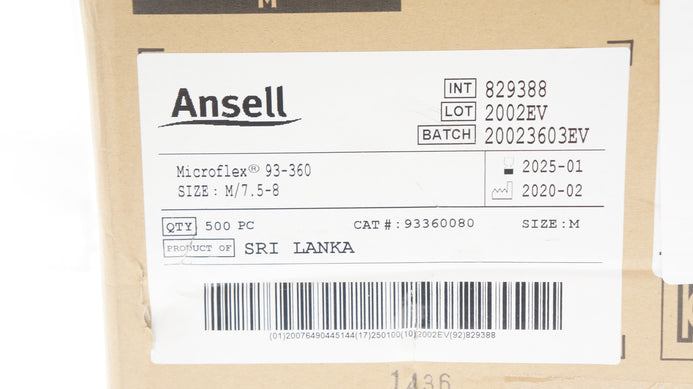 M
Ansell
INT 829388
LOT 2002EV
BATCH 20023603EV
Microflex® 93-360
SIZE: M/7.5-8
2025-01
2020-02
QTY 500 PC CAT#:93360080 SIZE:M
PRODUCT OF SRI LANKA
(01)20076490445144(17)250100(10)2002EV(92)829388
1436